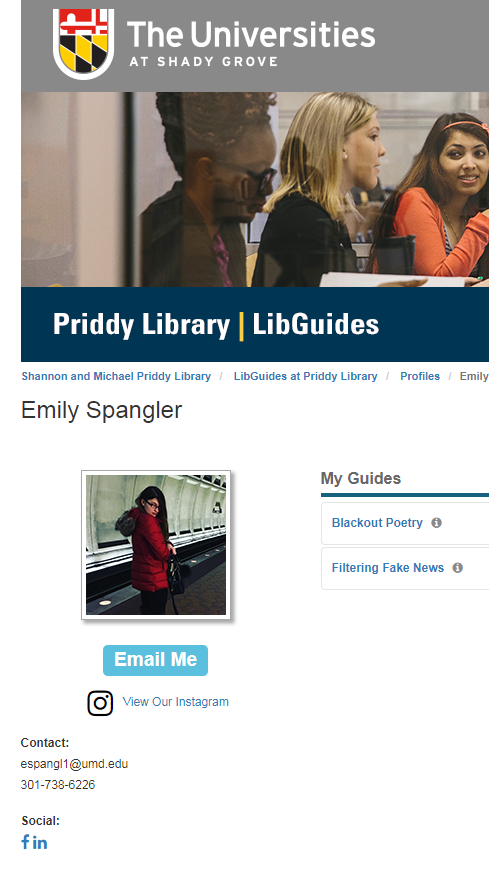 The Universities
AT SHADY GROVE
Priddy Library | LibGuides
Shannon and Michael Priddy Library / LibGuides at Priddy Library / Profiles / Emily
Emily Spangler
My Guides
Blackout Poetry
Filtering Fake News
Email Me
View Our Instagram
Contact:
espangl1@umd.edu
301-738-6226
Social: